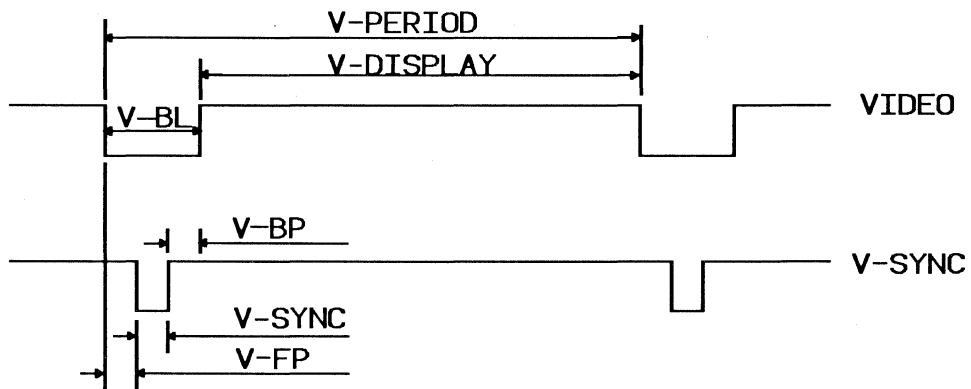 V-PERIOD
V-DISPLAY
VIDEO
V-BL
V-BP
V-SYNC
V-SYNC
V-FP